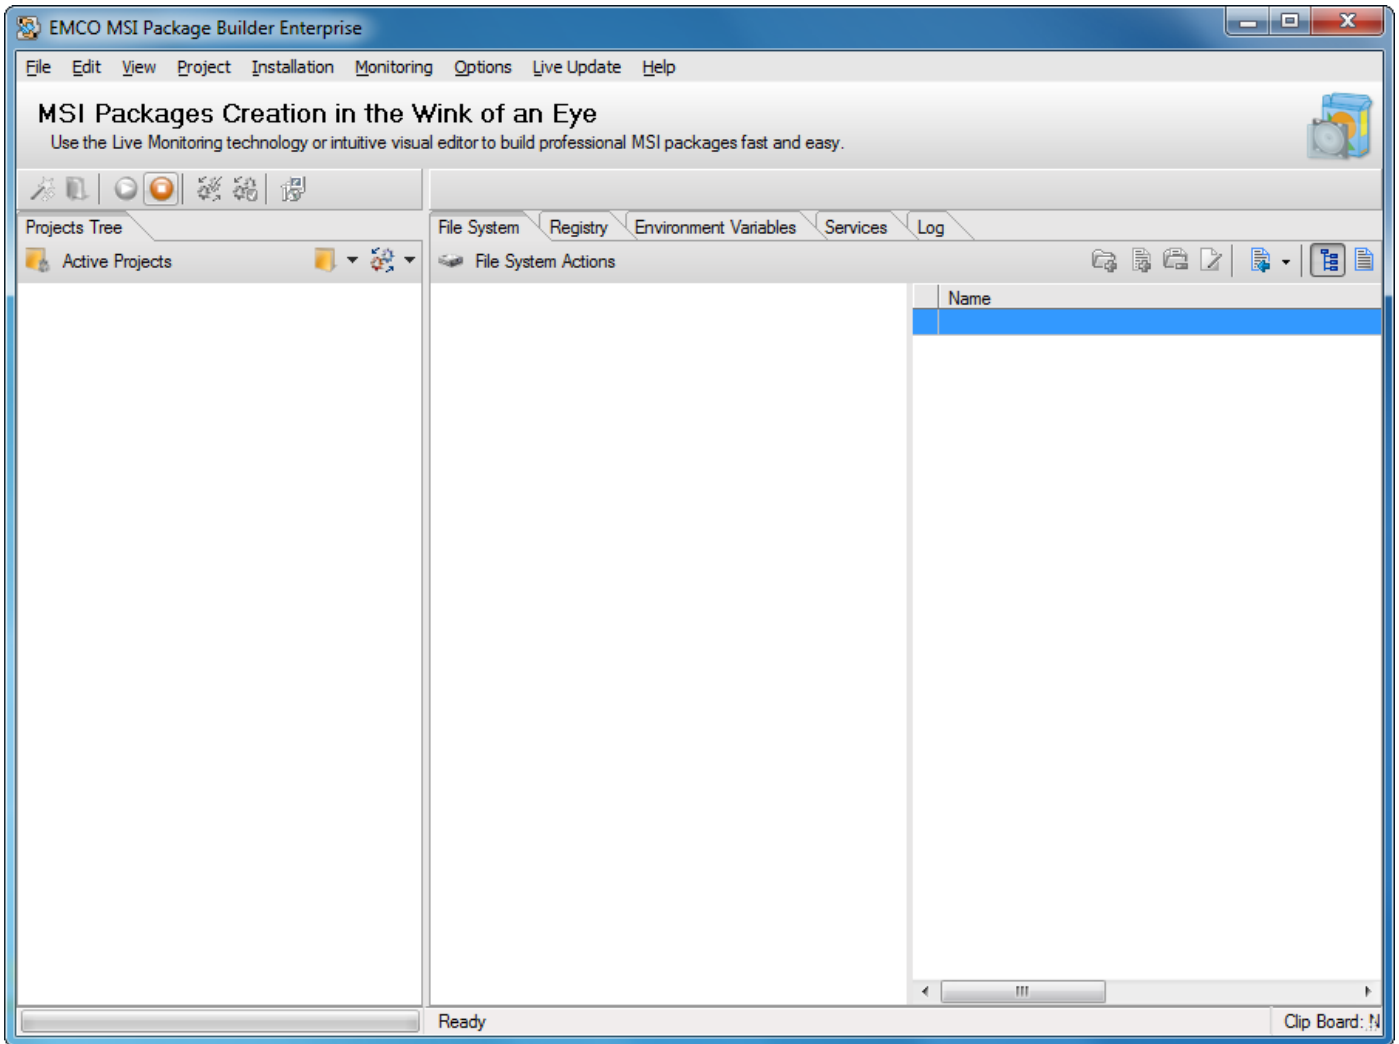 EMCO MSI Package Builder Enterprise
File Edit View Project Installation Monitoring Options Live Update Help
MSI Packages Creation in the Wink of an Eye
Use the Live Monitoring technology or intuitive visual editor to build professional MSI packages fast and easy.
Projects Tree
File System Registry Environment Variables Services Log
Active Projects
File System Actions
Name
Ready
Clip Board: N